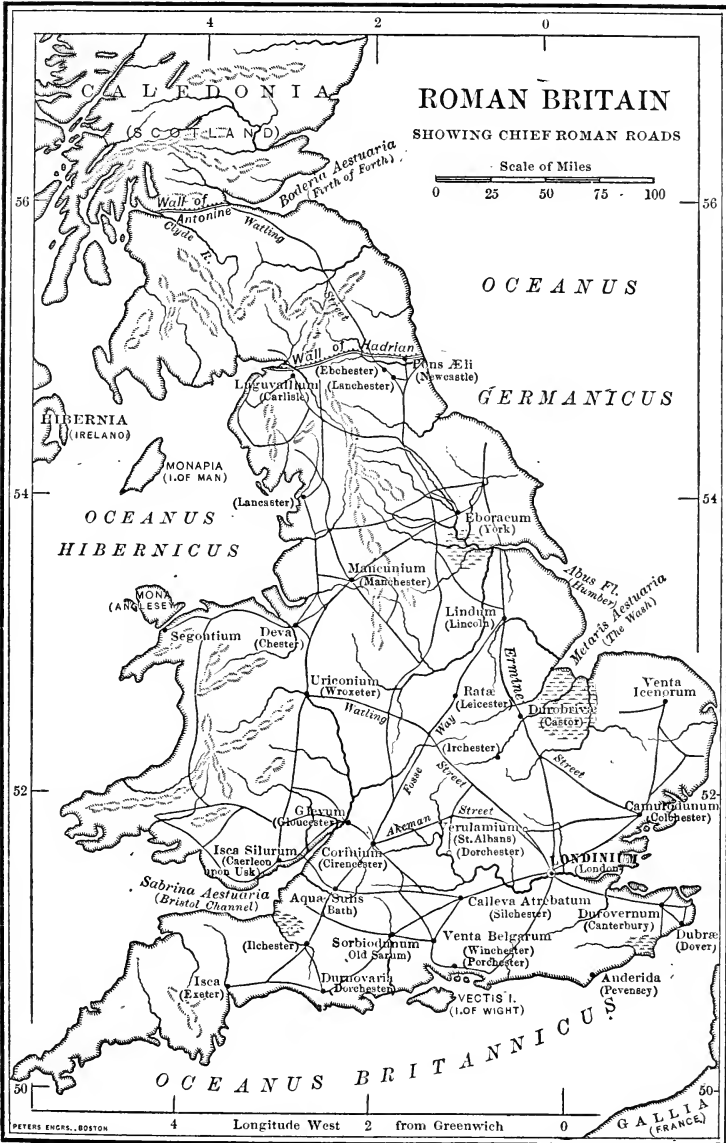 4 2 0
ROMAN BRITAIN
SHOWING CHIEF ROMAN ROADS
Scale of Miles
0 25 50 75 100
CALEDONIA
(SCOTLAND)
Boderia Aestuaria
(Firth of Forth)
56
56
Wall of
Antonine
Watling
Street
Clyde
R.
OCEANUS
GERMANICUS
Wall of Hadrian
Pons Æli
(Newcastle)
(Ebchester)
(Lanchester)
Luguvallium
(Carlisle)
HIBERNIA
(IRELAND)
MONAPIA
(I.OF MAN)
54
54
(Lancaster)
OCEANUS
HIBERNICUS
Eboracum
(York)
Mancunium
(Manchester)
Abus Fl.
(Humber)
Metaris Aestuaria
(The Wash)
MONA
(ANGLESEY)
Segontium
Deva
(Chester)
Lindum
(Lincoln)
Ermine
Street
Uriconium
(Wroxeter)
Watling
Street
Ratæ
(Leicester)
Durobrivæ
(Castor)
Venta
Icenorum
Fosse
Way
(Irchester)
52
52
Glevum
(Gloucester)
Akeman
Street
Camulodunum
(Colchester)
Verulamium
(St.Albans)
(Dorchester)
Isca Silurum
(Caerleon
upon Usk)
Corinium
(Cirencester)
LONDINIUM
(London)
Sabrina Aestuaria
(Bristol Channel)
Aquæ Sulis
(Bath)
Calleva Atrebatum
(Silchester)
Durovernum
(Canterbury)
Dubræ
(Dover)
(Ilchester)
Sorbiodunum
Old Sarum)
Venta Belgarum
(Winchester)
(Porchester)
Isca
(Exeter)
Durnovaria
Dorchester)
Anderida
(Pevensey)
VECTIS I.
(I.OF WIGHT)
OCEANUS BRITANNICUS
50
50
GALLIA
(FRANCE)
PETERS ENGRS., BOSTON
4 Longitude West 2 from Greenwich 0